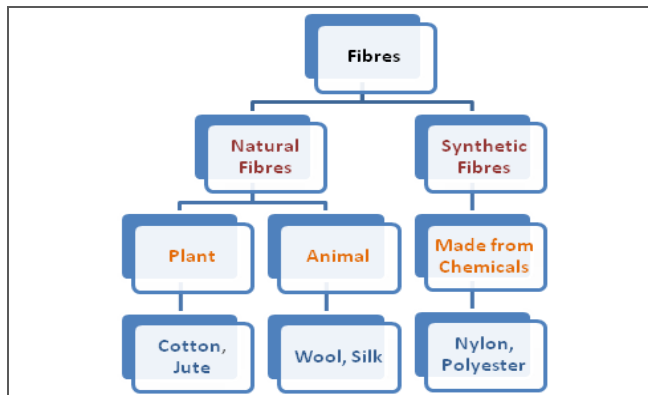 Fibres
Natural
Fibres
Synthetic
Fibres
Plant
Animal
Made from
Chemicals
Cotton,
Jute
Wool, Silk
Nylon,
Polyester